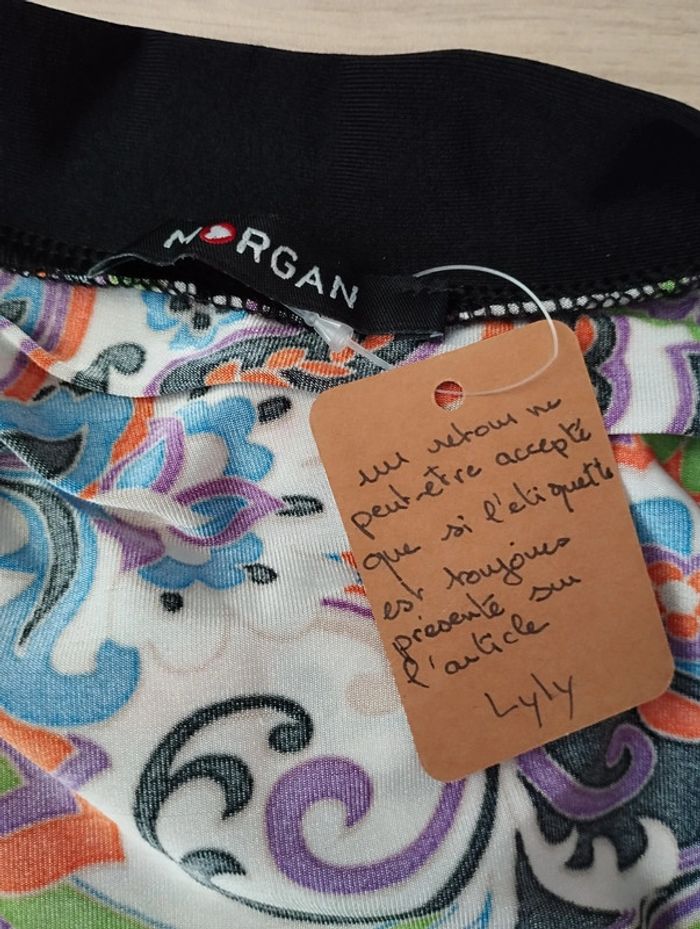 MORGAN
un retour ne
peut-être accepté
que si l'étiquette
est toujours
présente sur
l'article
Lyly